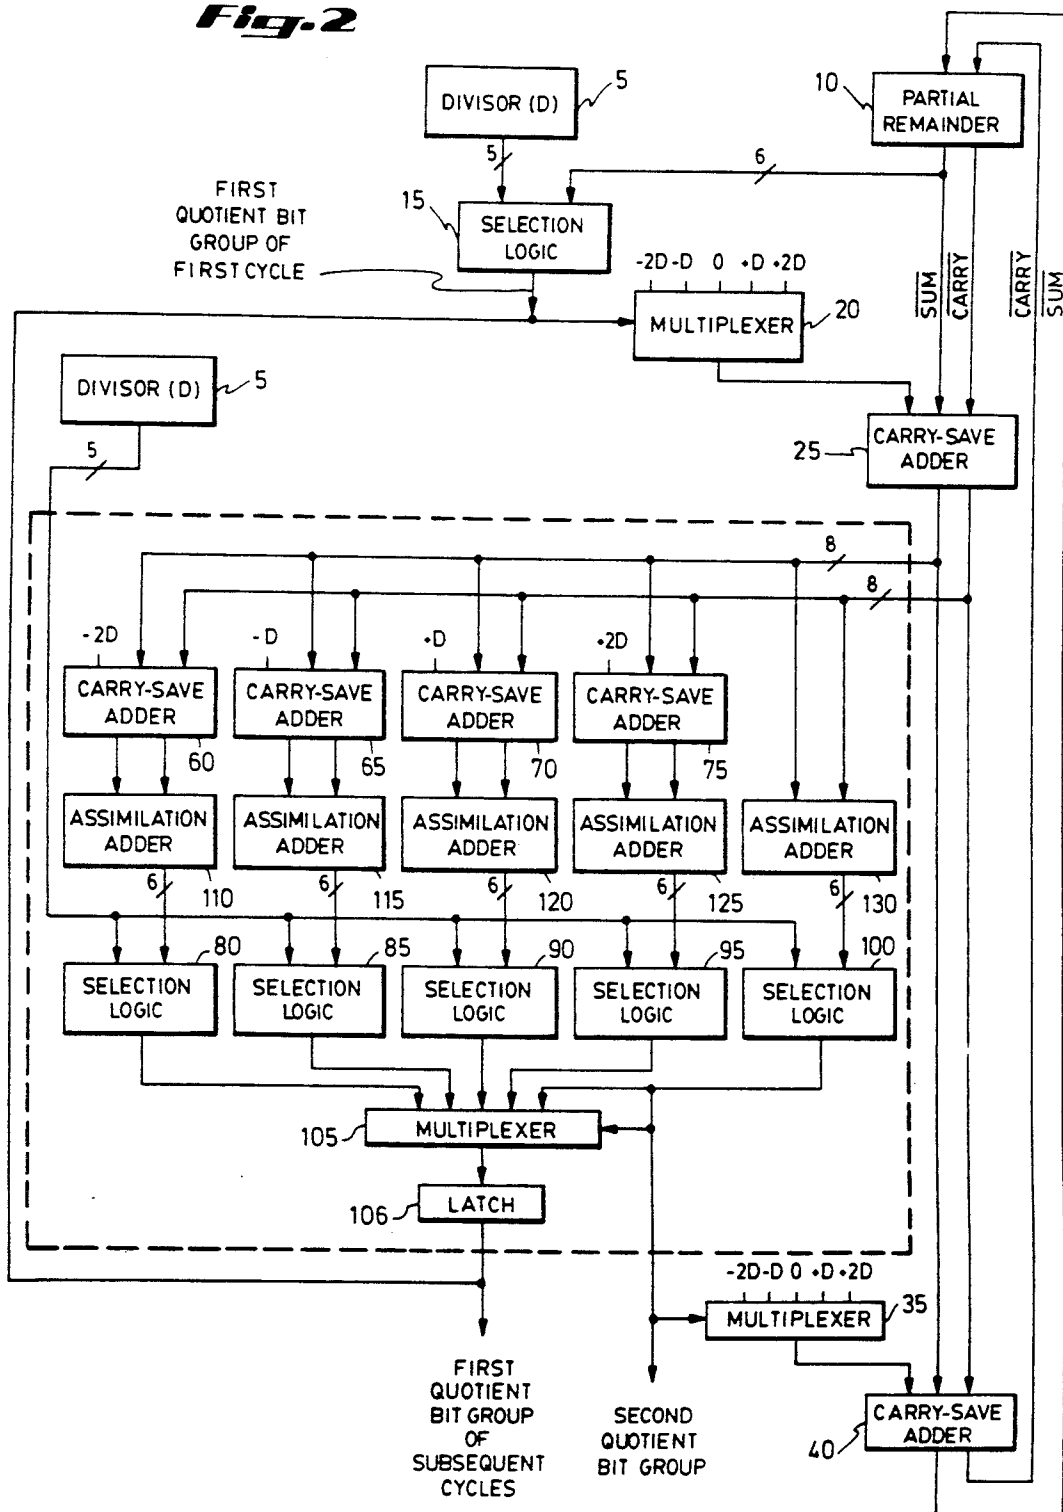 Fig. 2
DIVISOR (D)
5
10
PARTIAL
REMAINDER
5
6
FIRST
QUOTIENT BIT
GROUP OF
FIRST CYCLE
15
SELECTION
LOGIC
-2D -D 0 +D +2D
MULTIPLEXER
20
SUM
CARRY
CARRY
SUM
DIVISOR (D)
5
5
25
CARRY-SAVE
ADDER
8
8
-2D
-D
+D
+2D
CARRY-SAVE
ADDER
60
CARRY-SAVE
ADDER
65
CARRY-SAVE
ADDER
70
CARRY-SAVE
ADDER
75
ASSIMILATION
ADDER
ASSIMILATION
ADDER
ASSIMILATION
ADDER
ASSIMILATION
ADDER
ASSIMILATION
ADDER
6
110
6
115
6
120
6
125
6
130
80
85
90
95
100
SELECTION
LOGIC
SELECTION
LOGIC
SELECTION
LOGIC
SELECTION
LOGIC
SELECTION
LOGIC
105
MULTIPLEXER
106
LATCH
-2D -D 0 +D +2D
MULTIPLEXER
35
FIRST
QUOTIENT
BIT GROUP
OF
SUBSEQUENT
CYCLES
SECOND
QUOTIENT
BIT GROUP
40
CARRY-SAVE
ADDER